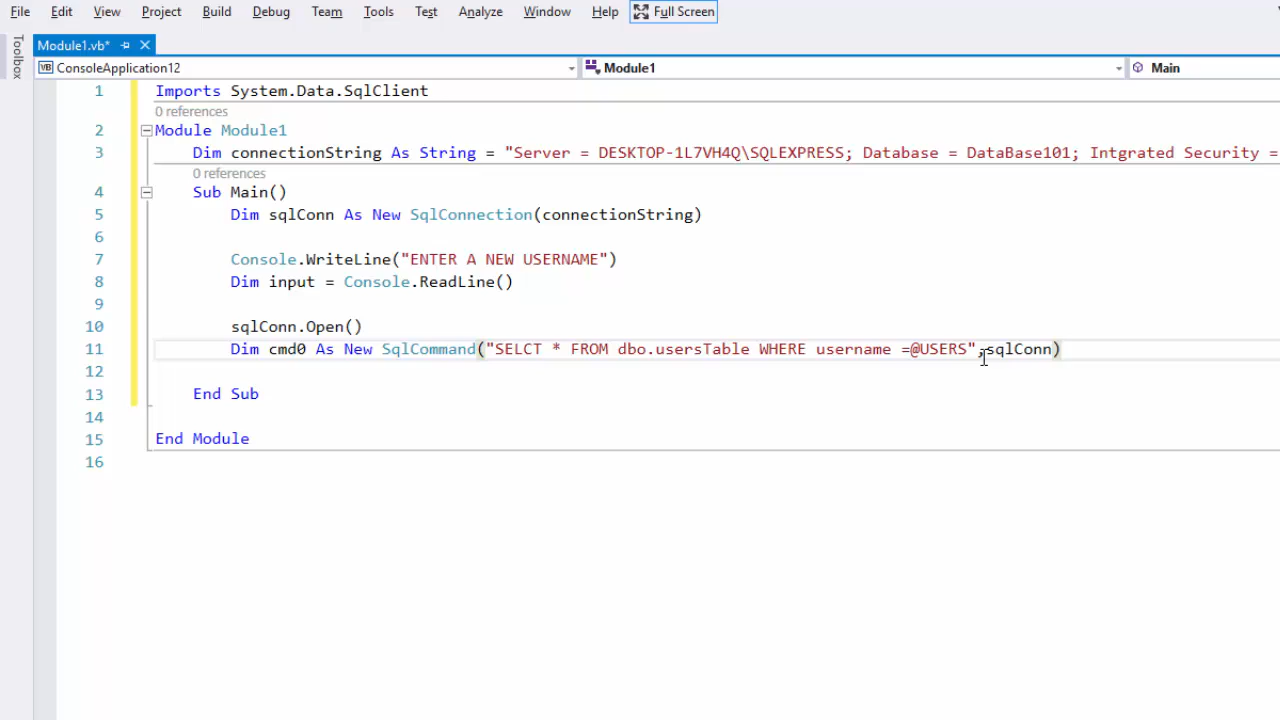 File Edit View Project Build Debug Team Tools Test Analyze Window Help Full Screen
Toolbox
Module1.vb*
ConsoleApplication12 Module1 Main
1 Imports System.Data.SqlClient
0 references
2 Module Module1
3 Dim connectionString As String = "Server = DESKTOP-1L7VH4Q\SQLEXPRESS; Database = DataBase101; Intgrated Security =
0 references
4 Sub Main()
5 Dim sqlConn As New SqlConnection(connectionString)
6
7 Console.WriteLine("ENTER A NEW USERNAME")
8 Dim input = Console.ReadLine()
9
10 sqlConn.Open()
11 Dim cmd0 As New SqlCommand("SELCT * FROM dbo.usersTable WHERE username =@USERS",sqlConn)
12
13 End Sub
14
15 End Module
16